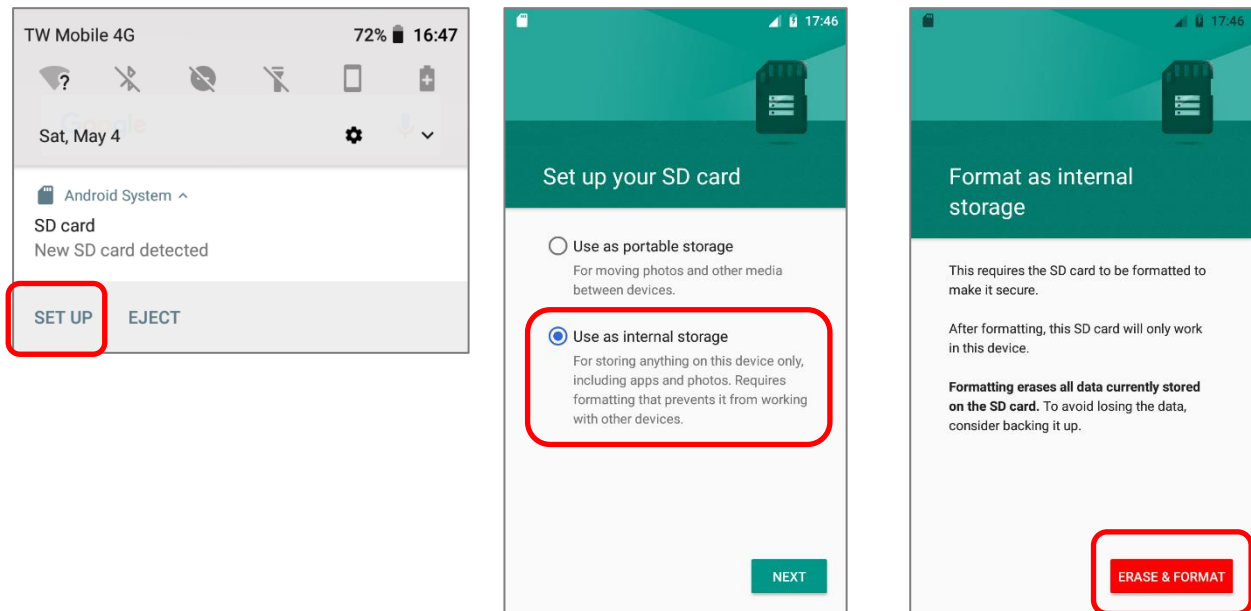 TW Mobile 4G 72% 16:47
?
Google
Sat, May 4
Android System
SD card
New SD card detected
SET UP EJECT
17:46
Set up your SD card
Use as portable storage
For moving photos and other media
between devices.
Use as internal storage
For storing anything on this device only,
including apps and photos. Requires
formatting that prevents it from working
with other devices.
NEXT
17:46
Format as internal
storage
This requires the SD card to be formatted to
make it secure.
After formatting, this SD card will only work
in this device.
Formatting erases all data currently stored
on the SD card. To avoid losing the data,
consider backing it up.
ERASE & FORMAT